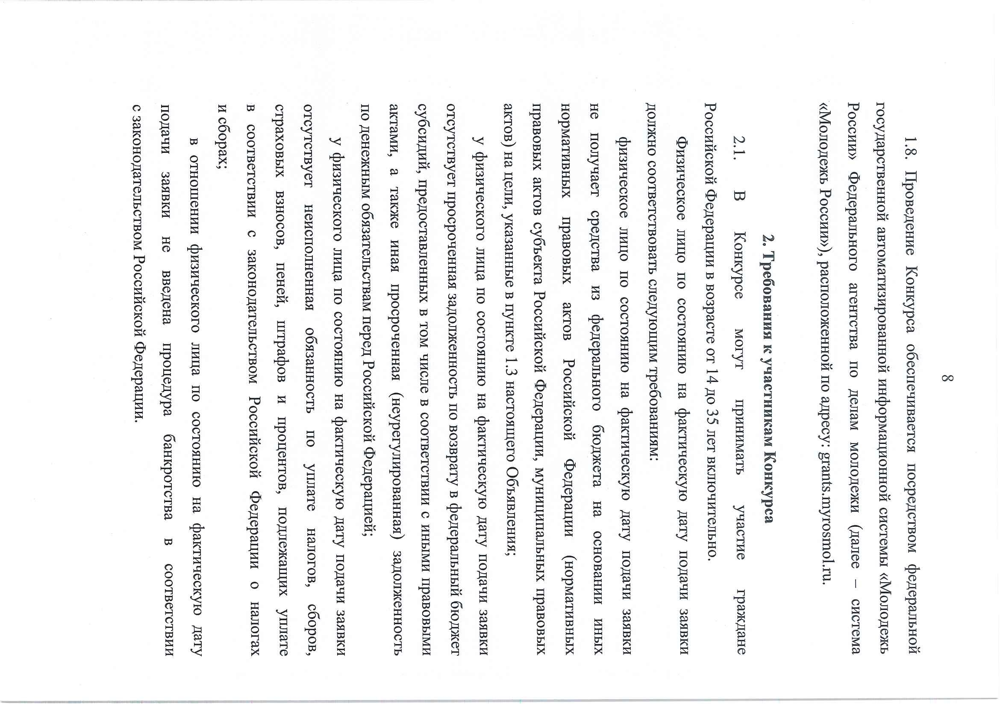 8
1.8. Проведение Конкурса обеспечивается посредством федеральной
государственной автоматизированной информационной системы «Молодежь
России» Федерального агентства по делам молодежи (далее – система
«Молодежь России»), расположенной по адресу: grants.myrosmol.ru.
2. Требования к участникам Конкурса
2.1. В Конкурсе могут принимать участие граждане
Российской Федерации в возрасте от 14 до 35 лет включительно.
Физическое лицо по состоянию на фактическую дату подачи заявки
должно соответствовать следующим требованиям:
физическое лицо по состоянию на фактическую дату подачи заявки
не получает средства из федерального бюджета на основании иных
нормативных правовых актов Российской Федерации (нормативных
правовых актов субъекта Российской Федерации, муниципальных правовых
актов) на цели, указанные в пункте 1.3 настоящего Объявления;
у физического лица по состоянию на фактическую дату подачи заявки
отсутствует просроченная задолженность по возврату в федеральный бюджет
субсидий, предоставленных в том числе в соответствии с иными правовыми
актами, а также иная просроченная (неурегулированная) задолженность
по денежным обязательствам перед Российской Федерацией;
у физического лица по состоянию на фактическую дату подачи заявки
отсутствует неисполненная обязанность по уплате налогов, сборов,
страховых взносов, пеней, штрафов и процентов, подлежащих уплате
в соответствии с законодательством Российской Федерации о налогах
и сборах;
в отношении физического лица по состоянию на фактическую дату
подачи заявки не введена процедура банкротства в соответствии
с законодательством Российской Федерации.